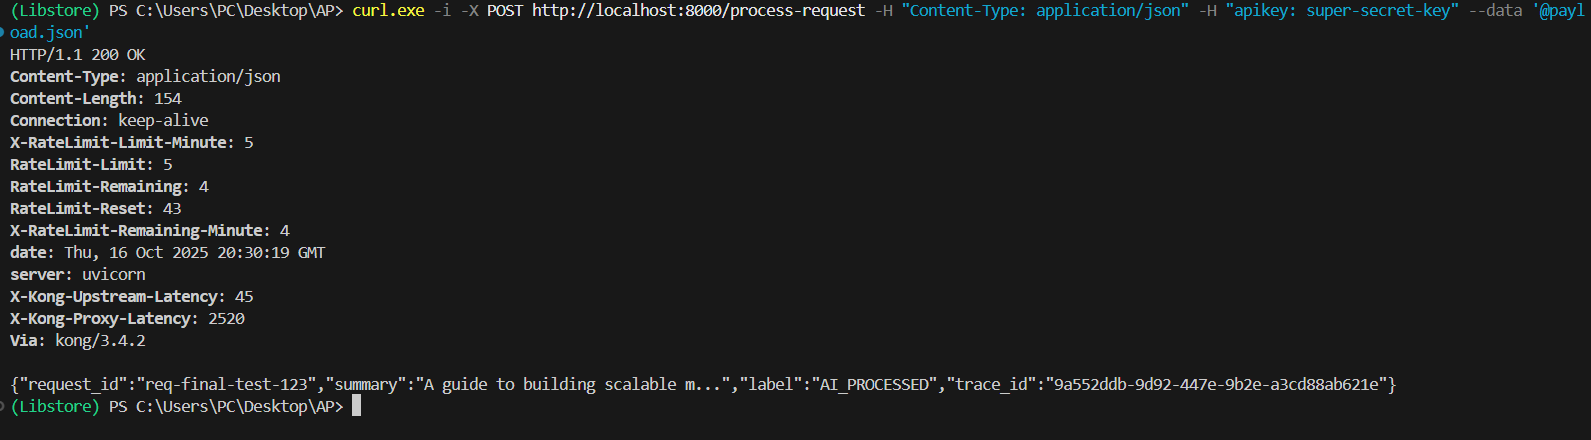 (Libstore) PS C:\Users\PC\Desktop\AP> curl.exe -i -X POST http://localhost:8000/process-request -H "Content-Type: application/json" -H "apikey: super-secret-key" --data '@payl
oad.json'
HTTP/1.1 200 OK
Content-Type: application/json
Content-Length: 154
Connection: keep-alive
X-RateLimit-Limit-Minute: 5
RateLimit-Limit: 5
RateLimit-Remaining: 4
RateLimit-Reset: 43
X-RateLimit-Remaining-Minute: 4
date: Thu, 16 Oct 2025 20:30:19 GMT
server: uvicorn
X-Kong-Upstream-Latency: 45
X-Kong-Proxy-Latency: 2520
Via: kong/3.4.2
{"request_id":"req-final-test-123","summary":"A guide to building scalable m...","label":"AI_PROCESSED","trace_id":"9a552ddb-9d92-447e-9b2e-a3cd88ab621e"}
(Libstore) PS C:\Users\PC\Desktop\AP>